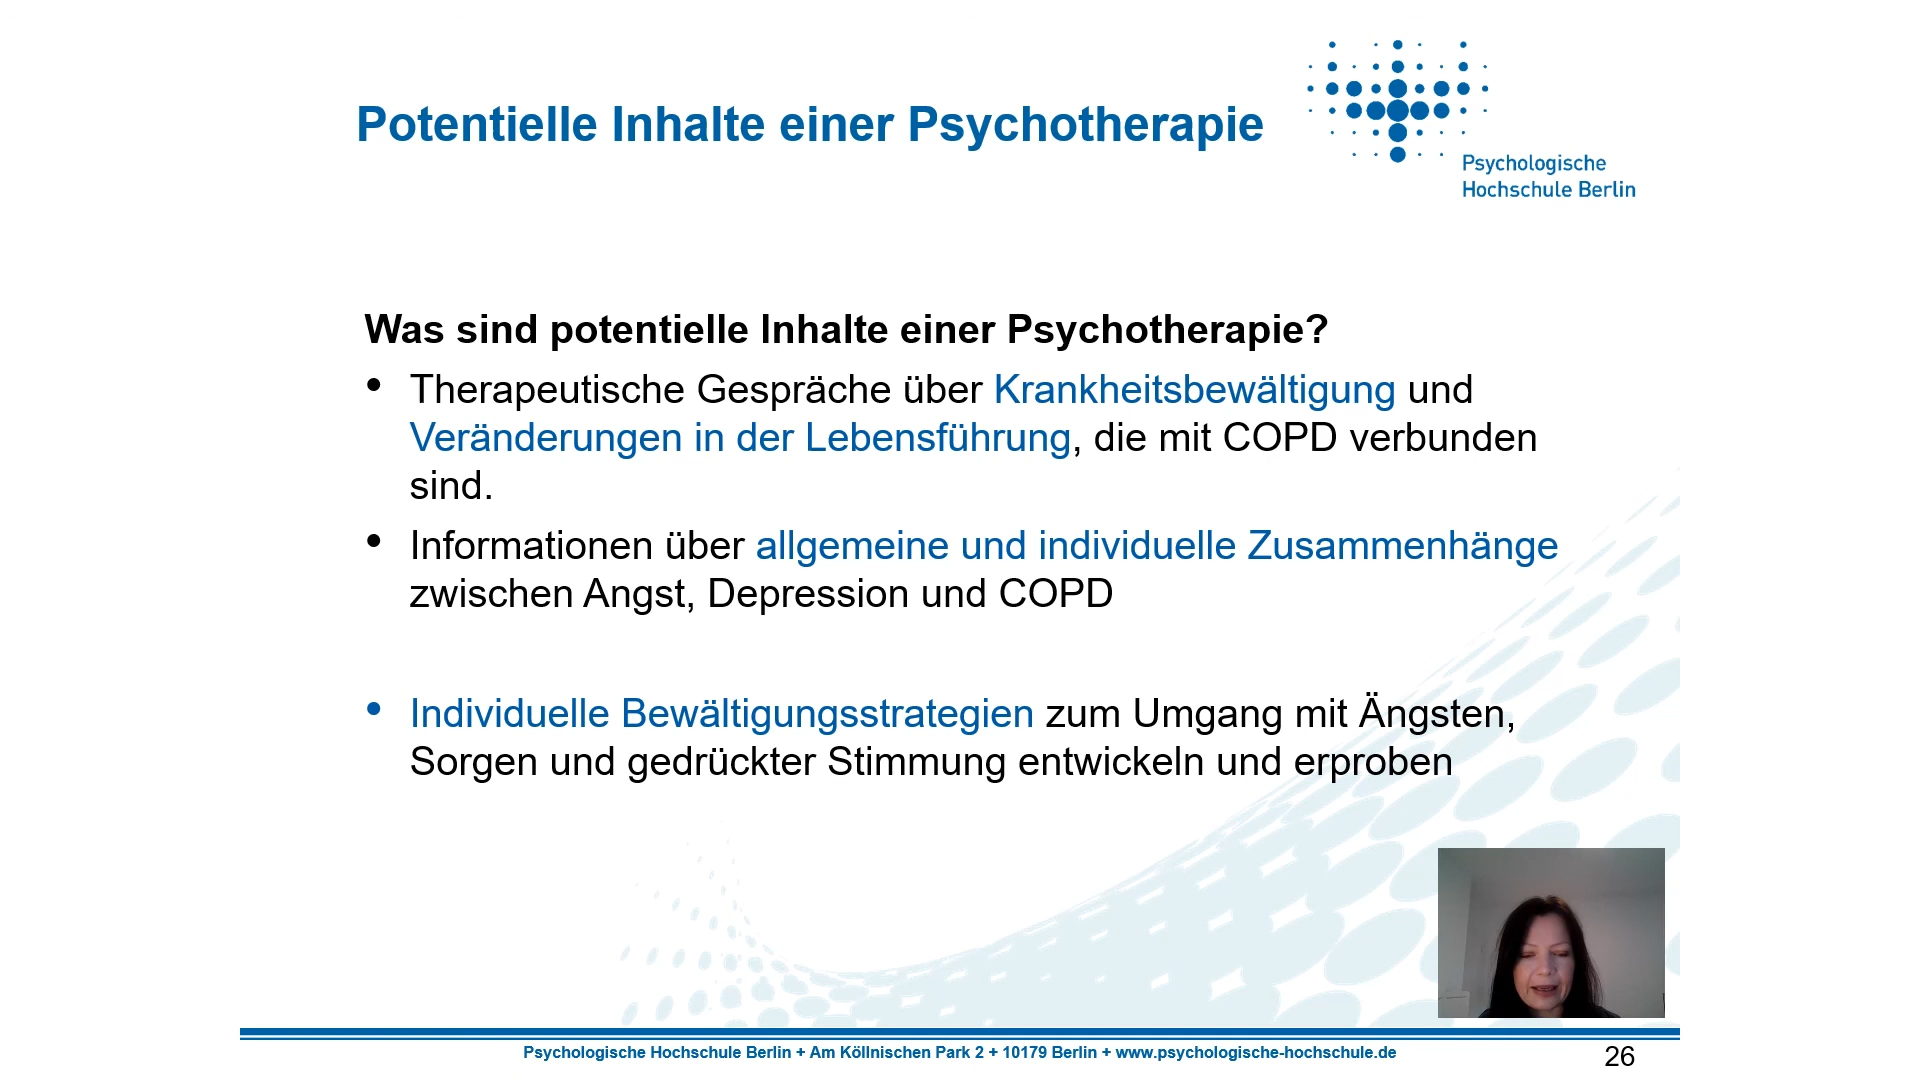 Potentielle Inhalte einer Psychotherapie
Psychologische
Hochschule Berlin
Was sind potentielle Inhalte einer Psychotherapie?
• Therapeutische Gespräche über Krankheitsbewältigung und
Veränderungen in der Lebensführung, die mit COPD verbunden
sind.
• Informationen über allgemeine und individuelle Zusammenhänge
zwischen Angst, Depression und COPD
• Individuelle Bewältigungsstrategien zum Umgang mit Ängsten,
Sorgen und gedrückter Stimmung entwickeln und erproben
Psychologische Hochschule Berlin + Am Köllnischen Park 2 + 10179 Berlin + www.psychologische-hochschule.de
26